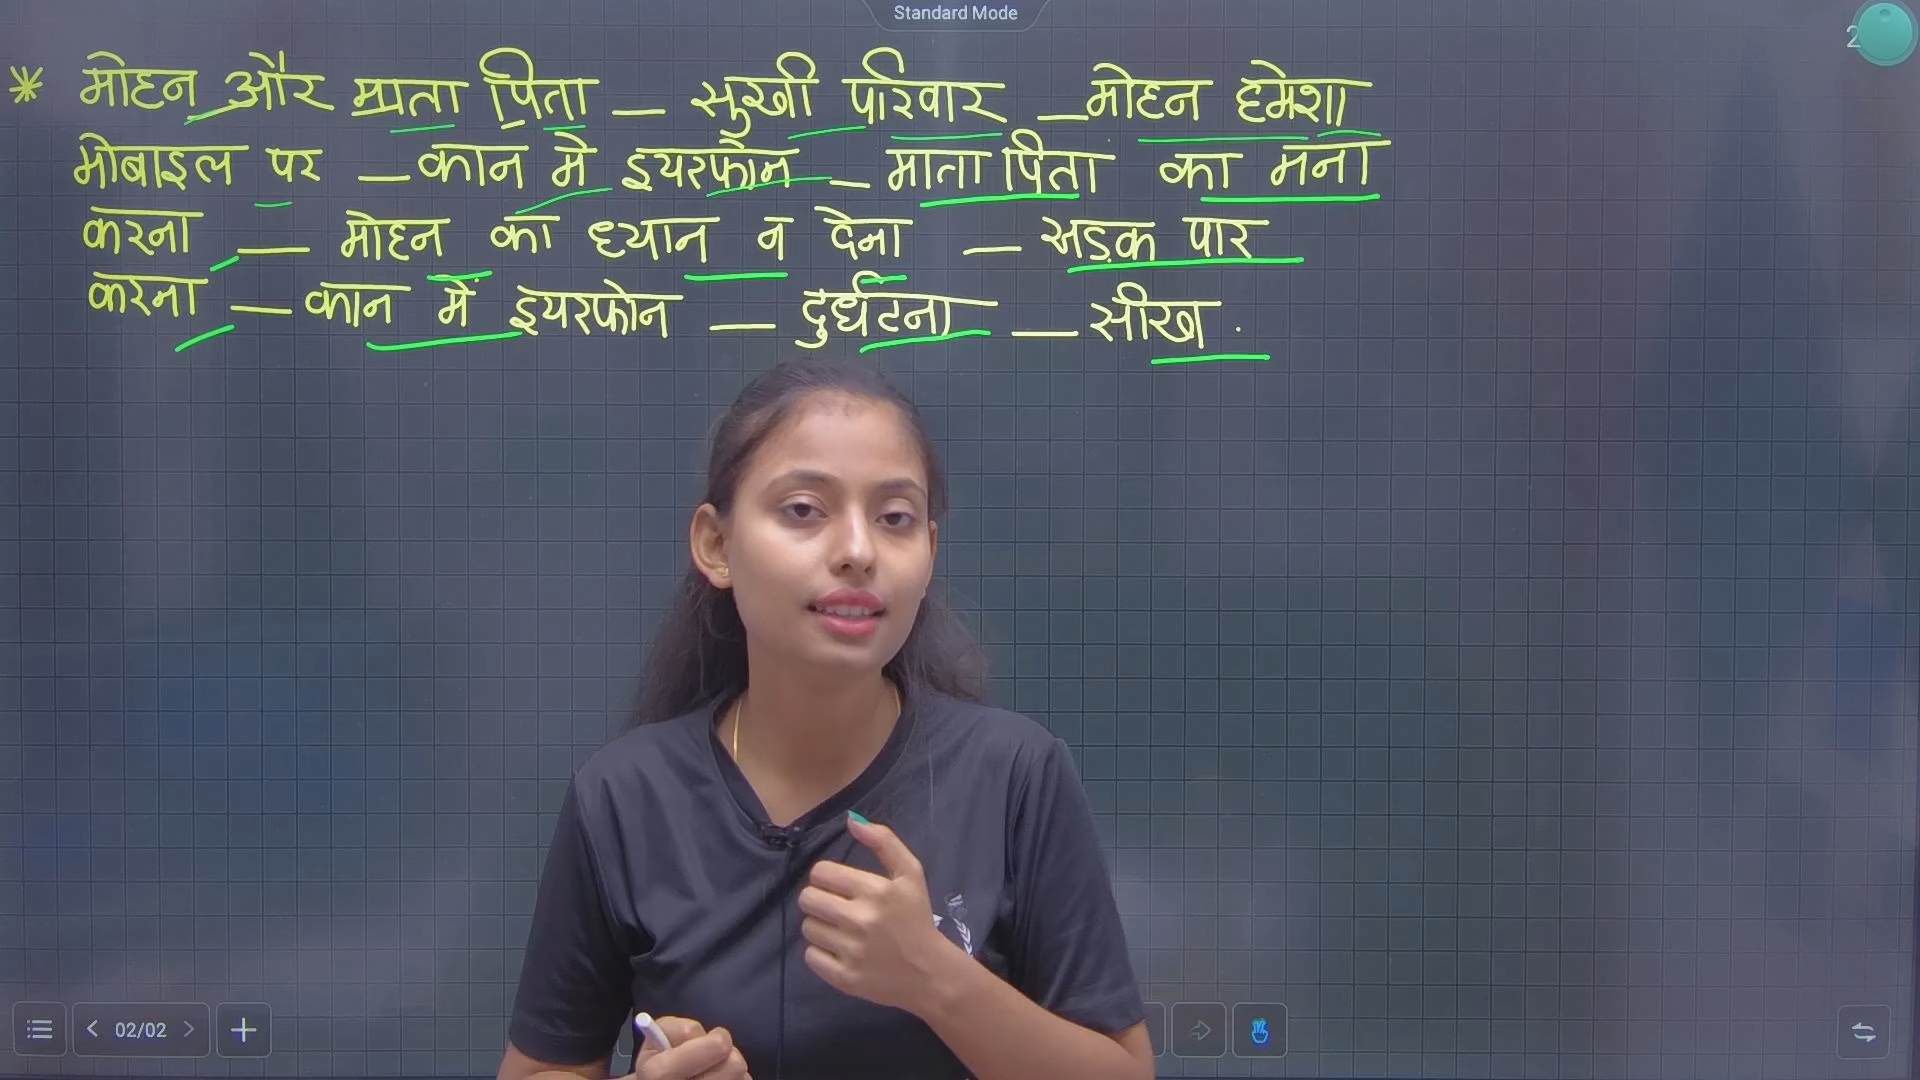 Standard Mode
2
* मोहन और माता पिता — सुखी परिवार — मोहन हमेशा
मोबाइल पर — कान मे इयरफोन — माता पिता का मना
करना — मोहन का ध्यान न देना — सड़क पार
करना — कान में इयरफोन — दुर्घटना — सीख .
02/02